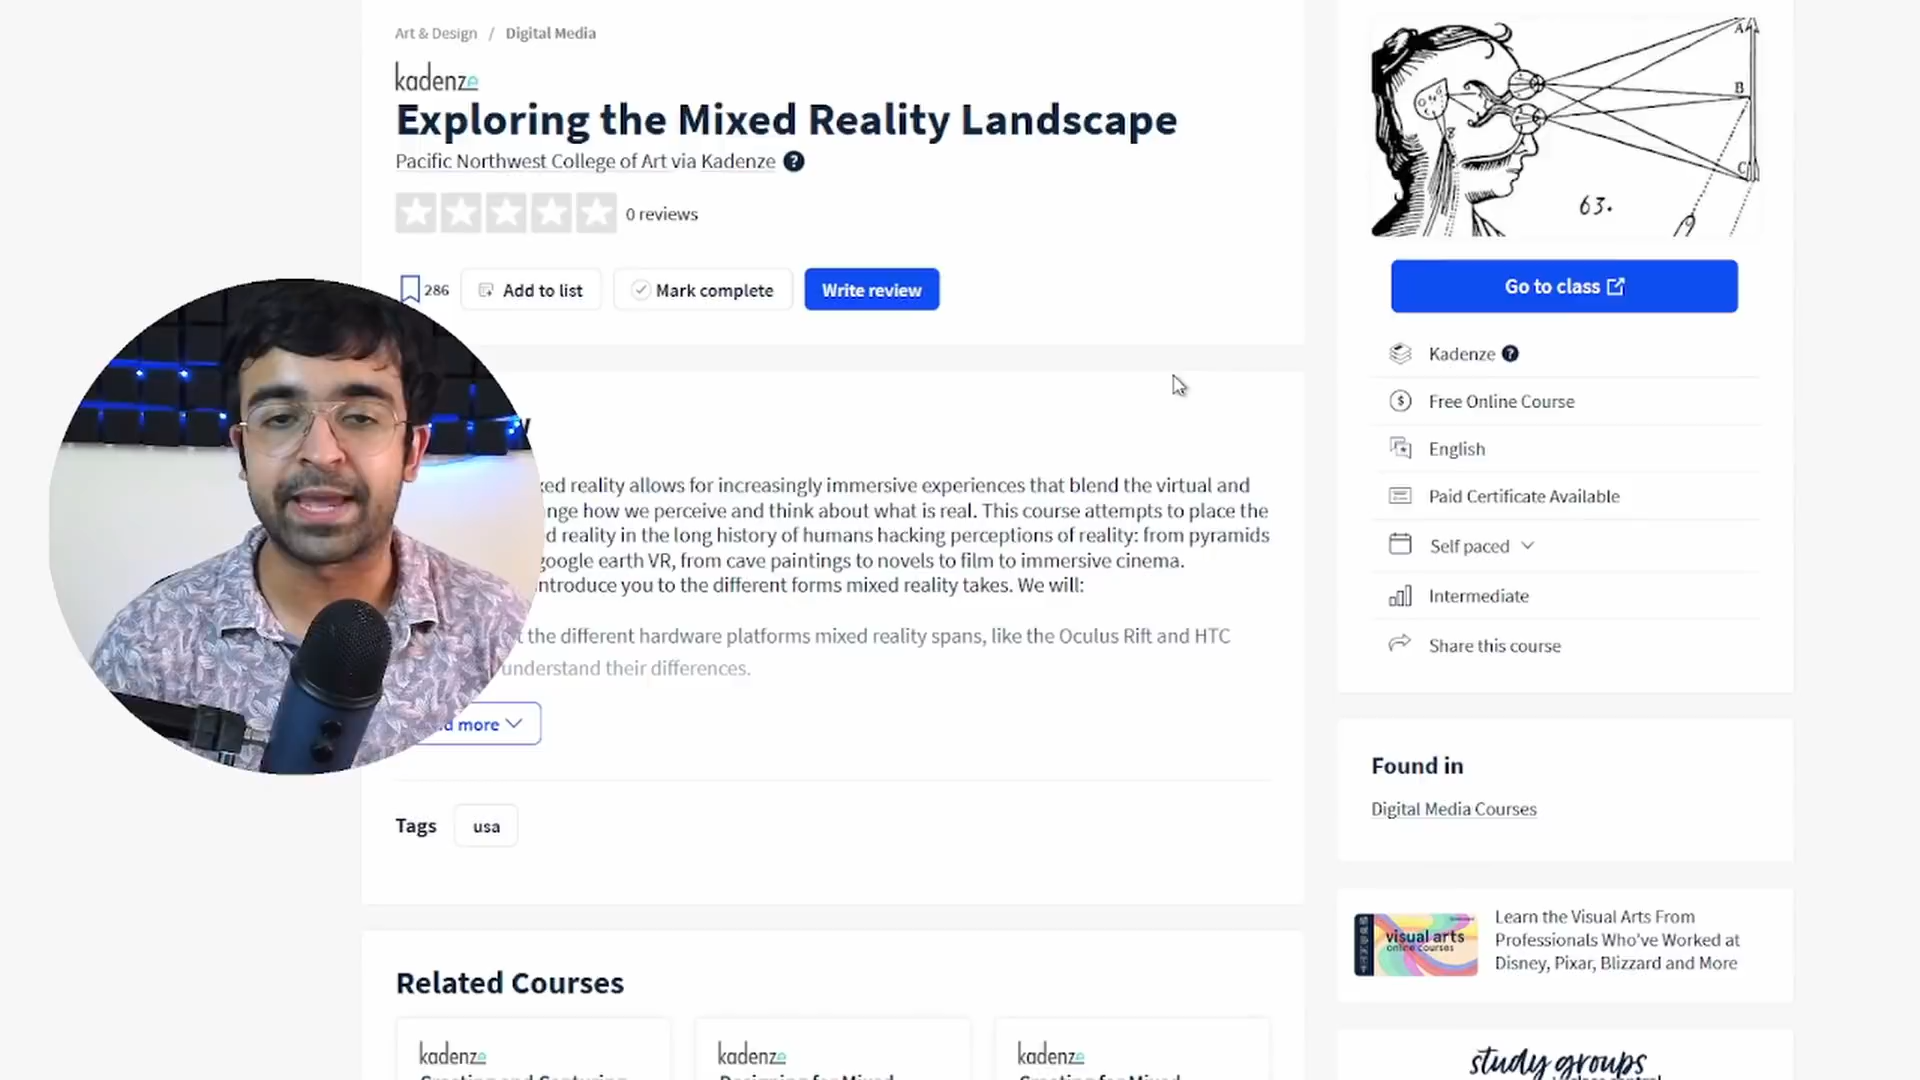 Art & Design / Digital Media
kadenze
Exploring the Mixed Reality Landscape
Pacific Northwest College of Art via Kadenze ?
0 reviews
286
Add to list
Mark complete
Write review
reality allows for increasingly immersive experiences that blend the virtual and
how we perceive and think about what is real. This course attempts to place the
reality in the long history of humans hacking perceptions of reality: from pyramids
google earth VR, from cave paintings to novels to film to immersive cinema.
introduce you to the different forms mixed reality takes. We will:
the different hardware platforms mixed reality spans, like the Oculus Rift and HTC
understand their differences.
more
Tags
usa
Related Courses
kadenze
kadenze
kadenze
Designing for Mixed
A
B
C
63.
Go to class
Kadenze ?
$
Free Online Course
English
Paid Certificate Available
Self paced
Intermediate
Share this course
Found in
Digital Media Courses
visual arts
online courses
Learn the Visual Arts From
Professionals Who've Worked at
Disney, Pixar, Blizzard and More
study groups